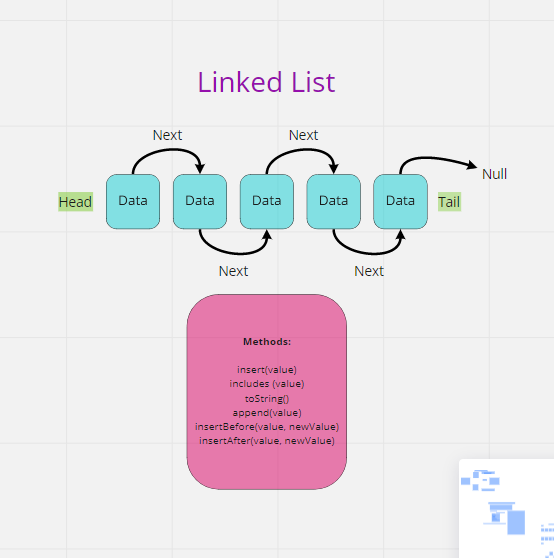 Linked List
Next
Next
Null
Head
Data
Data
Data
Data
Data
Tail
Next
Next
Methods:
insert(value)
includes (value)
toString()
append(value)
insertBefore(value, newValue)
insertAfter(value, newValue)